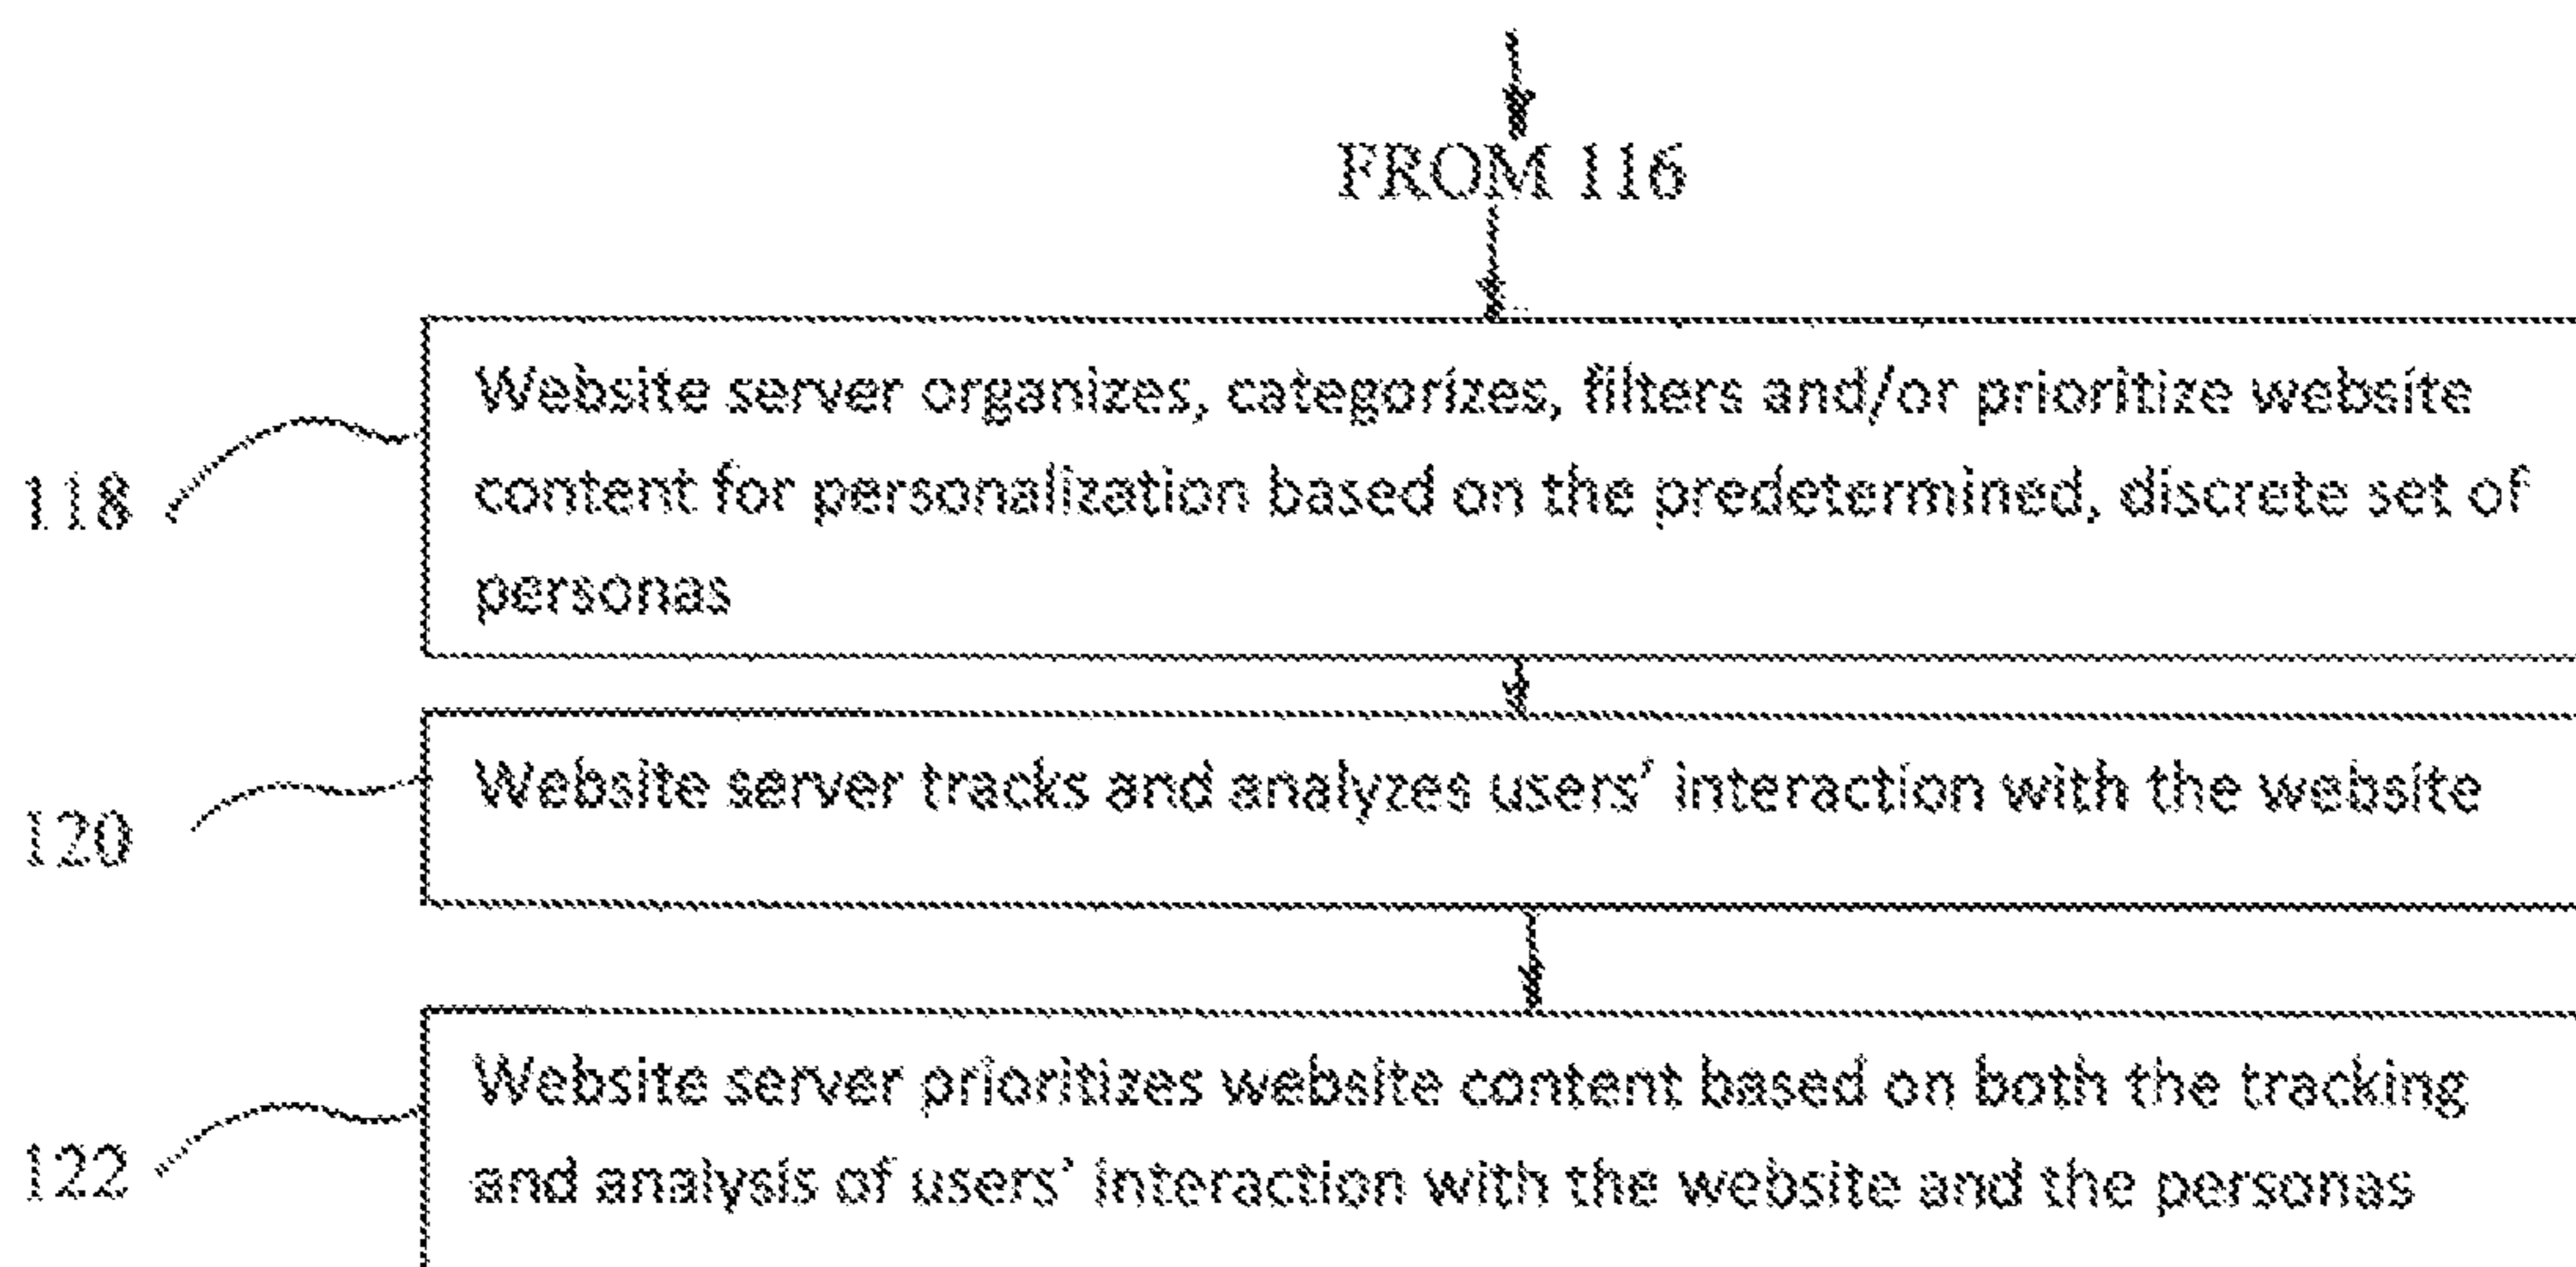 FROM 116
Website server organizes, categorizes, filters and/or prioritize website
content for personalization based on the predetermined, discrete set of
personas
118
Website server tracks and analyzes users' interaction with the website
120
Website server prioritizes website content based on both the tracking
and analysis of users' interaction with the website and the personas
122